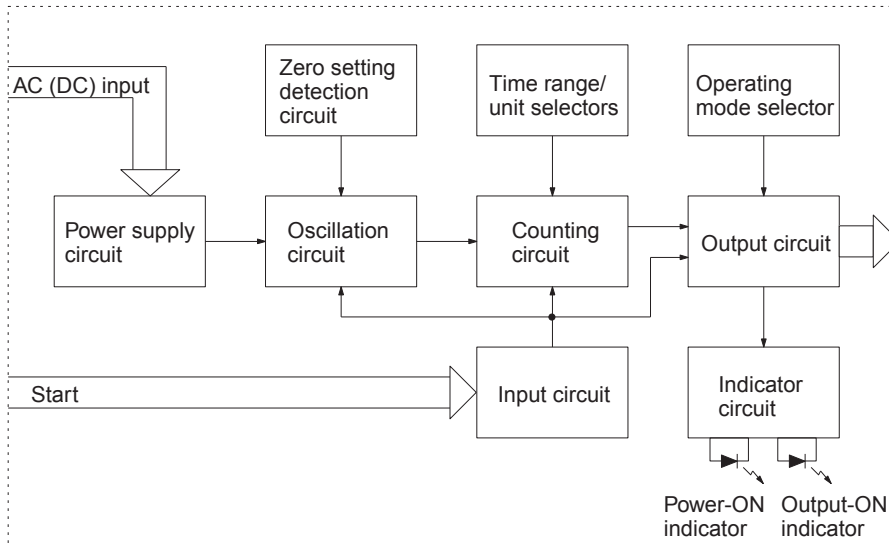 AC (DC) input
Zero setting
detection
circuit
Time range/
unit selectors
Operating
mode selector
Power supply
circuit
Oscillation
circuit
Counting
circuit
Output circuit
Start
Input circuit
Indicator
circuit
Power-ON
indicator
Output-ON
indicator